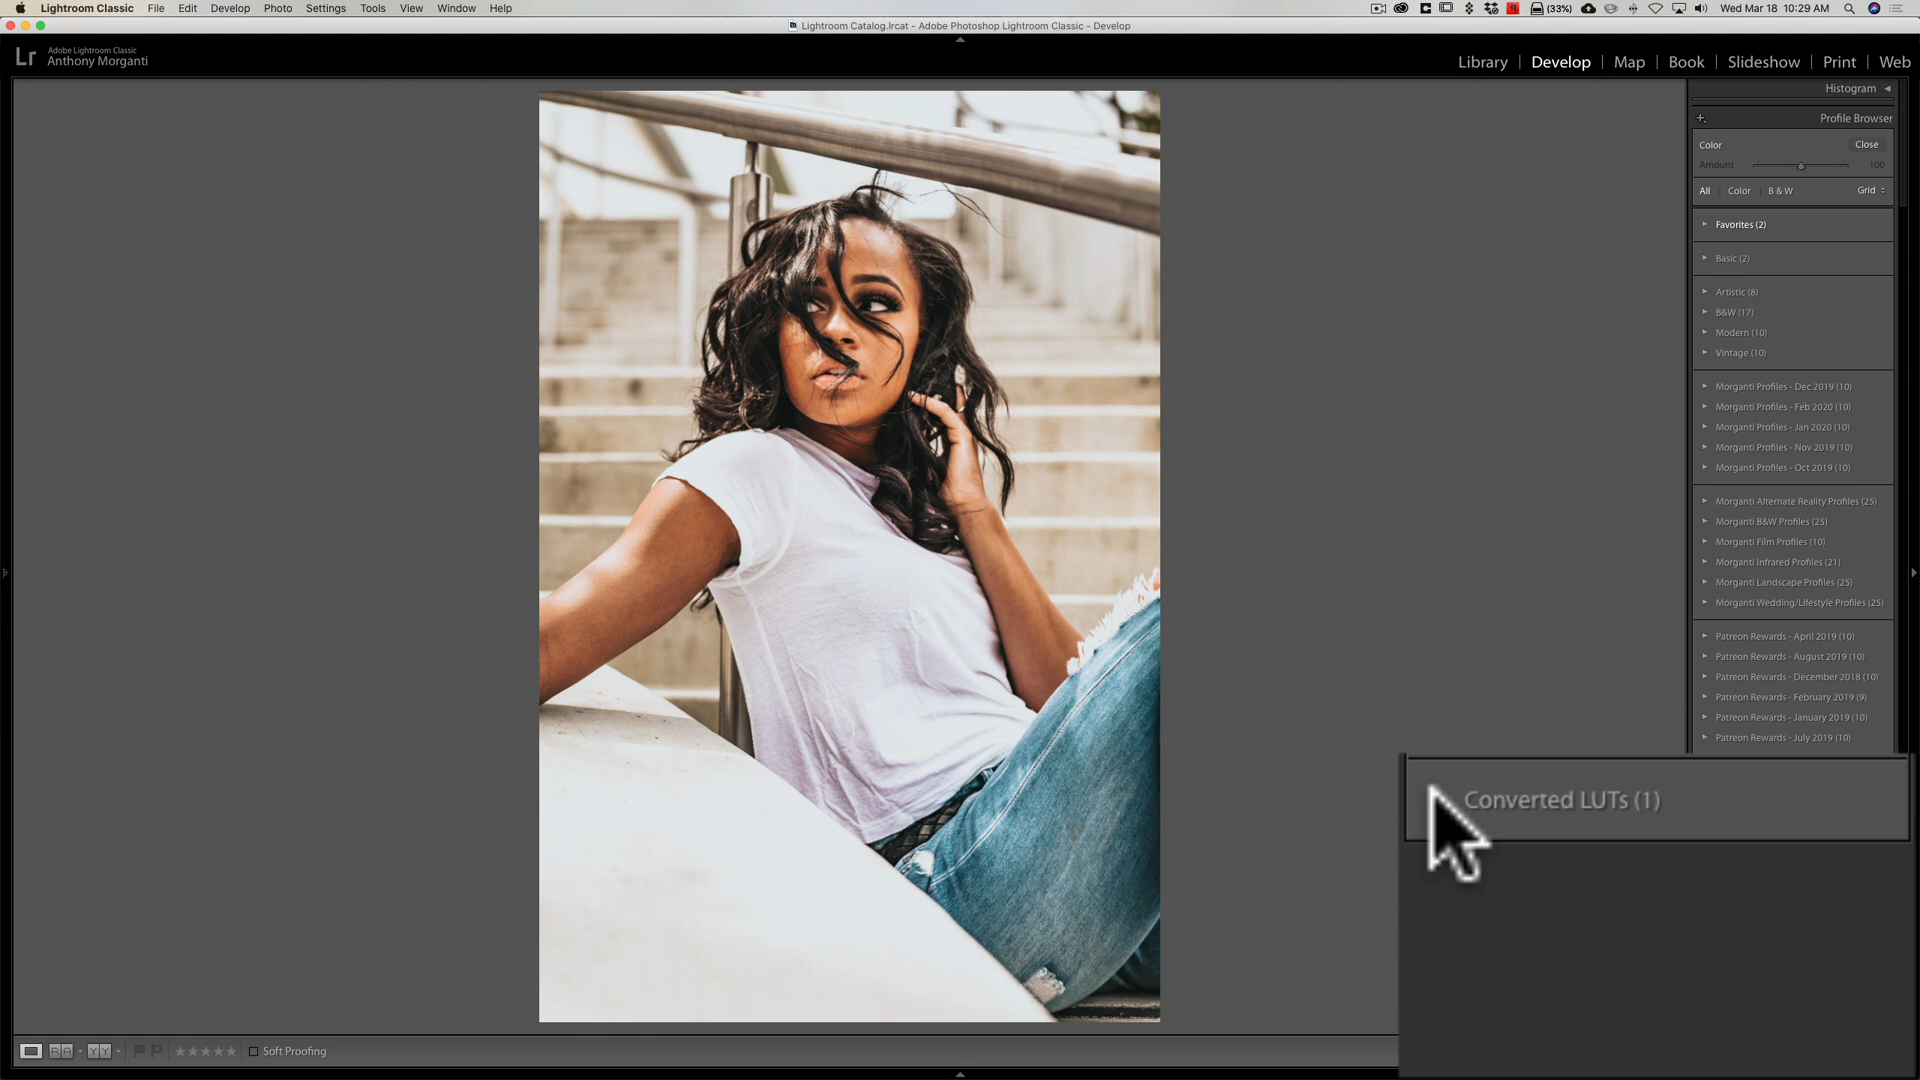 Lightroom Classic File Edit Develop Photo Settings Tools View Window Help (33%) Wed Mar 18 10:29 AM
Lightroom Catalog.lrcat - Adobe Photoshop Lightroom Classic - Develop
Lr Adobe Lightroom Classic
Anthony Morganti
Library | Develop | Map | Book | Slideshow | Print | Web
Histogram
Profile Browser
Color Close
Amount 100
All Color B & W Grid
Favorites (2)
Basic (2)
Artistic (8)
B&W (17)
Modern (10)
Vintage (10)
Morganti Profiles - Dec 2019 (10)
Morganti Profiles - Feb 2020 (10)
Morganti Profiles - Jan 2020 (10)
Morganti Profiles - Nov 2019 (10)
Morganti Profiles - Oct 2019 (10)
Morganti Alternate Reality Profiles (25)
Morganti B&W Profiles (25)
Morganti Film Profiles (10)
Morganti Infrared Profiles (21)
Morganti Landscape Profiles (25)
Morganti Wedding/Lifestyle Profiles (25)
Patreon Rewards - April 2019 (10)
Patreon Rewards - August 2019 (10)
Patreon Rewards - December 2018 (10)
Patreon Rewards - February 2019 (9)
Patreon Rewards - January 2019 (10)
Patreon Rewards - July 2019 (10)
Converted LUTs (1)
RA YY Soft Proofing